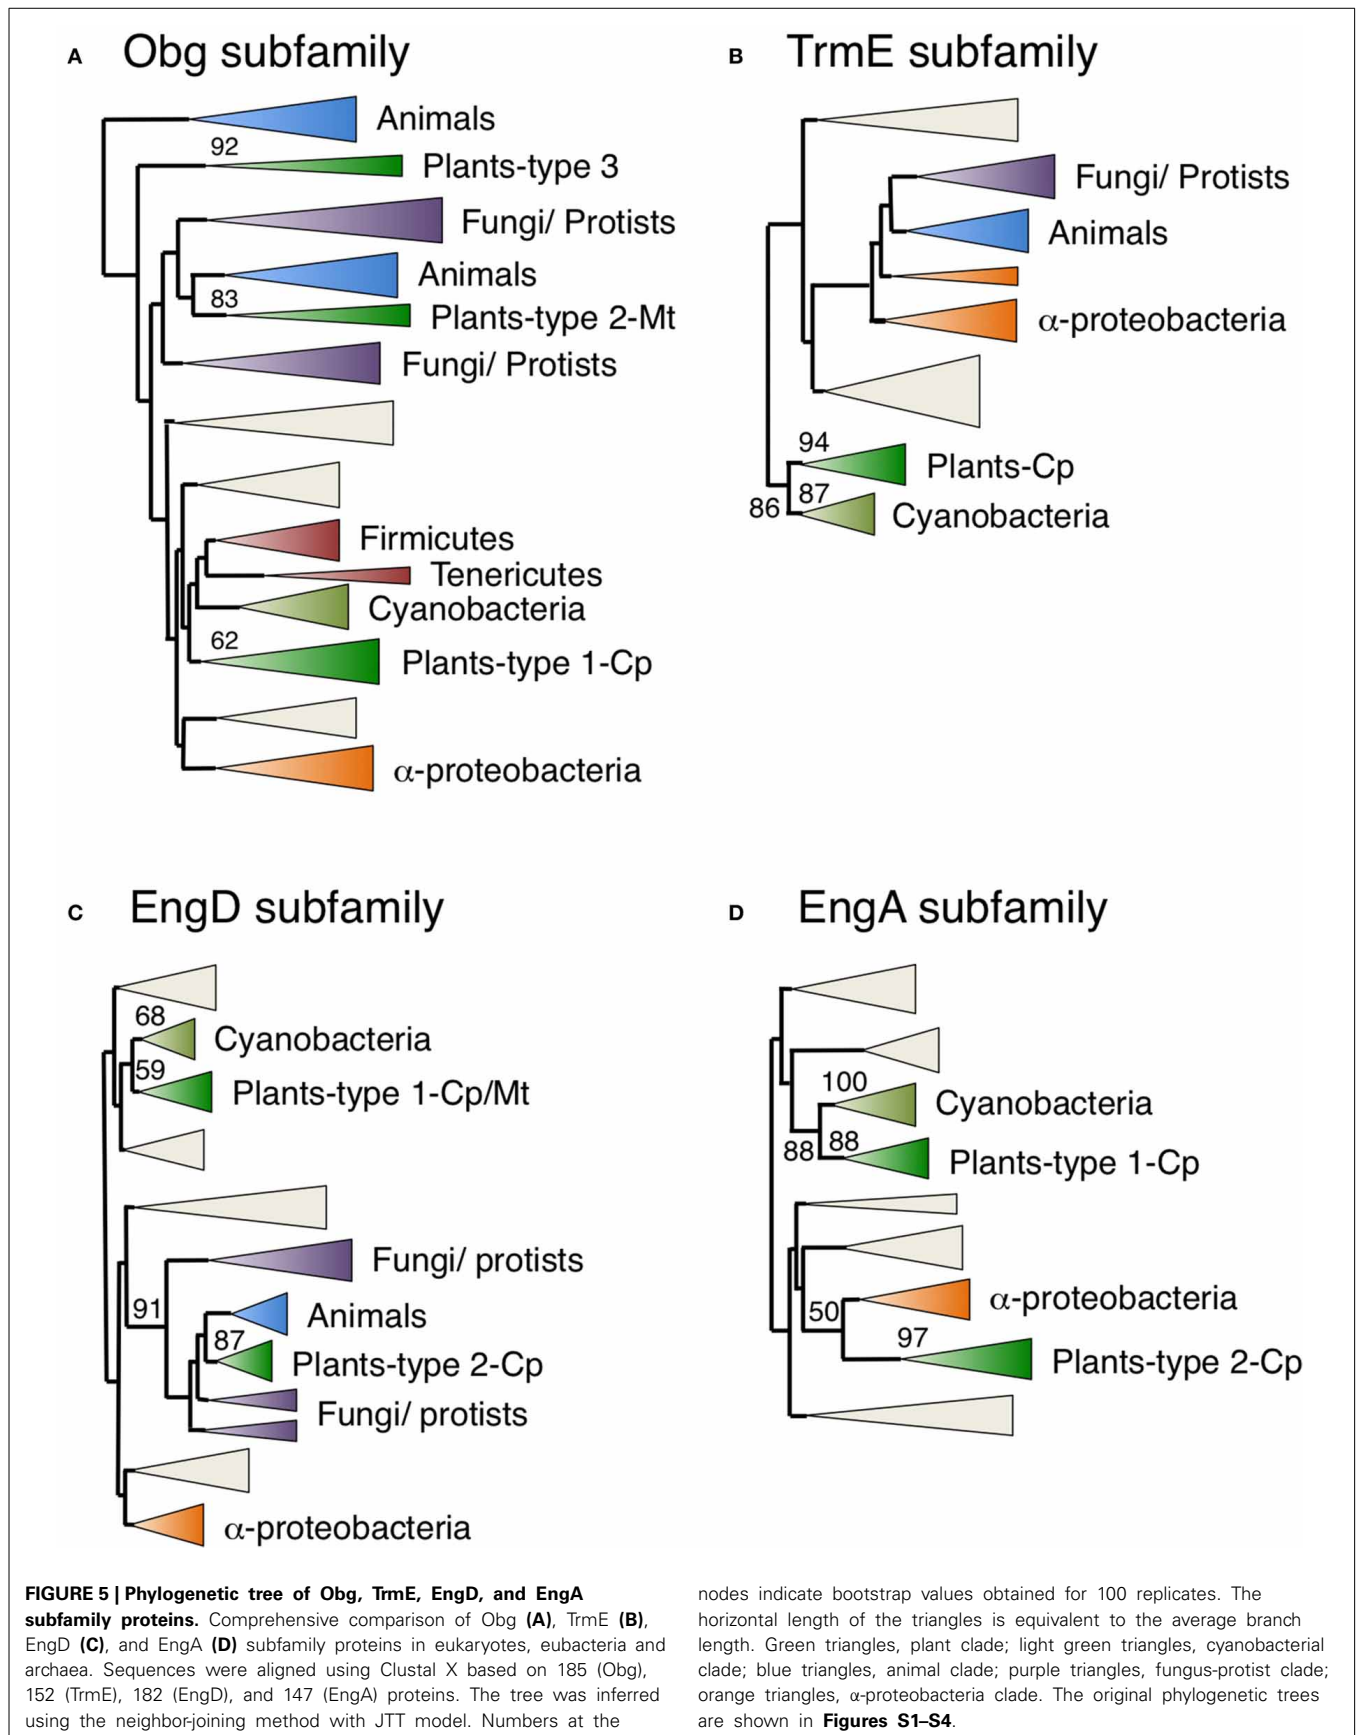 A Obg subfamily
Animals
92
Plants-type 3
Fungi/ Protists
Animals
83
Plants-type 2-Mt
Fungi/ Protists
Firmicutes
Tenericutes
Cyanobacteria
62
Plants-type 1-Cp
α-proteobacteria
B TrmE subfamily
Fungi/ Protists
Animals
α-proteobacteria
94
Plants-Cp
87
86
Cyanobacteria
C EngD subfamily
68
Cyanobacteria
59
Plants-type 1-Cp/Mt
Fungi/ protists
91
Animals
87
Plants-type 2-Cp
Fungi/ protists
α-proteobacteria
D EngA subfamily
100
Cyanobacteria
88
88
Plants-type 1-Cp
α-proteobacteria
50
97
Plants-type 2-Cp
FIGURE 5 | Phylogenetic tree of Obg, TrmE, EngD, and EngA
subfamily proteins. Comprehensive comparison of Obg (A), TrmE (B),
EngD (C), and EngA (D) subfamily proteins in eukaryotes, eubacteria and
archaea. Sequences were aligned using Clustal X based on 185 (Obg),
152 (TrmE), 182 (EngD), and 147 (EngA) proteins. The tree was inferred
using the neighbor-joining method with JTT model. Numbers at the
nodes indicate bootstrap values obtained for 100 replicates. The
horizontal length of the triangles is equivalent to the average branch
length. Green triangles, plant clade; light green triangles, cyanobacterial
clade; blue triangles, animal clade; purple triangles, fungus-protist clade;
orange triangles, α-proteobacteria clade. The original phylogenetic trees
are shown in Figures S1–S4.